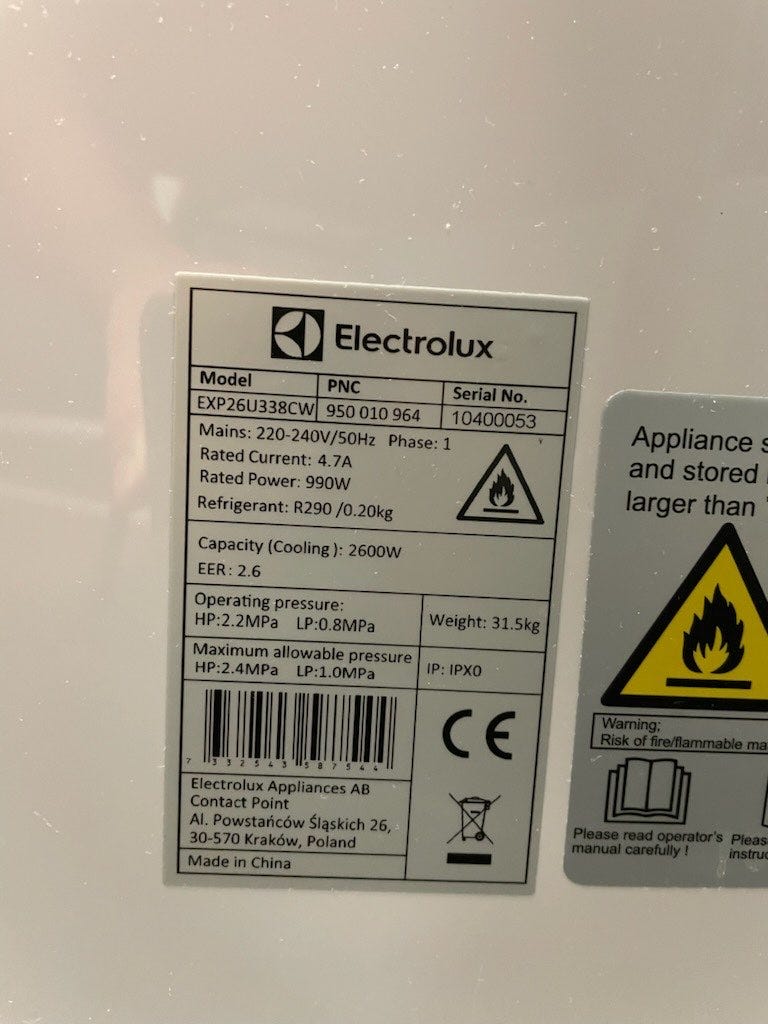 Electrolux
Model PNC Serial No.
EXP26U338CW 950 010 964 10400053
Mains: 220-240V/50Hz Phase: 1
Rated Current: 4.7A
Rated Power: 990W
Refrigerant: R290 /0.20kg
Capacity (Cooling ): 2600W
EER : 2.6
Operating pressure:
HP:2.2MPa LP:0.8MPa
Weight: 31.5kg
Maximum allowable pressure
HP:2.4MPa LP:1.0MPa
IP: IPX0
7 332543 587544
CE
Electrolux Appliances AB
Contact Point
Al. Powstańców Śląskich 26,
30-570 Kraków, Poland
Made in China
Appliance
and stored
larger than
Warning;
Risk of fire/flammable
Please read operator's
manual carefully !